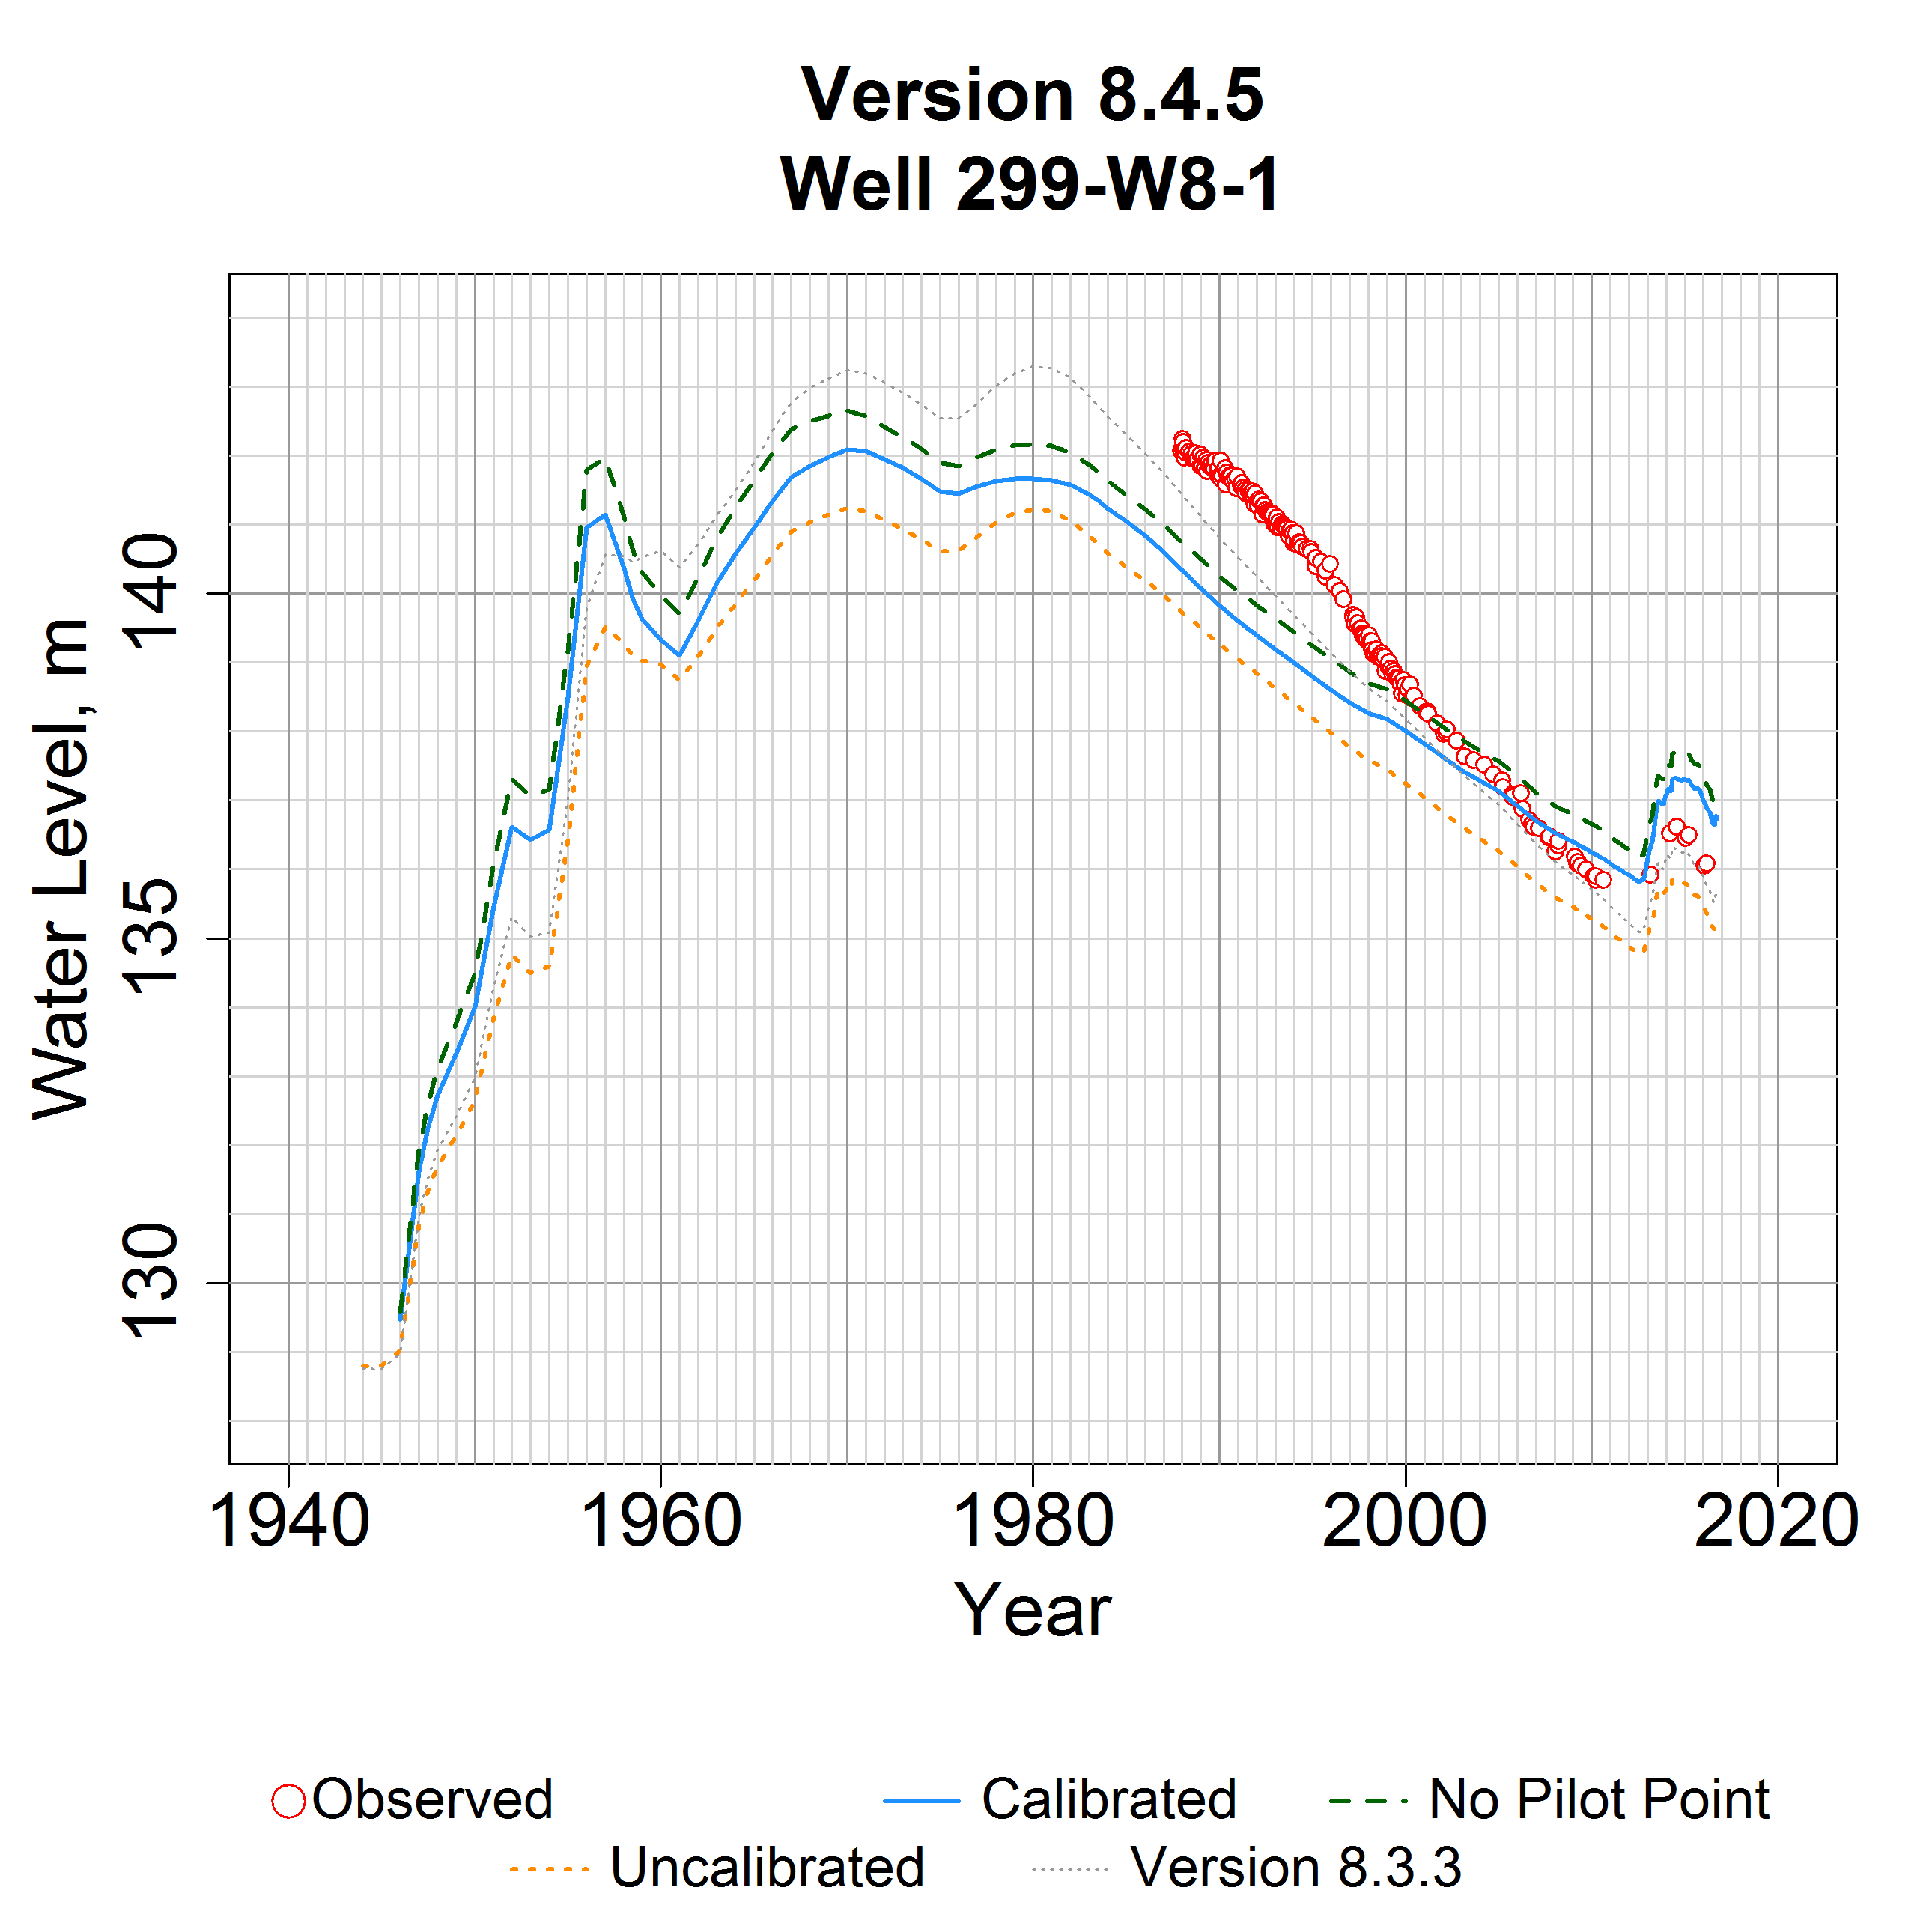 Version 8.4.5
Well 299-W8-1
Water Level, m
140
135
130
1940 1960 1980 2000 2020
Year
Observed Calibrated No Pilot Point
Uncalibrated Version 8.3.3